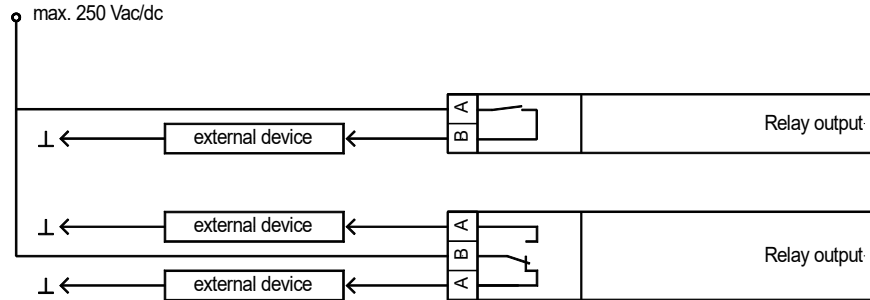 max. 250 Vac/dc
A
Relay output
B
external device
external device
A
B
Relay output
external device
A